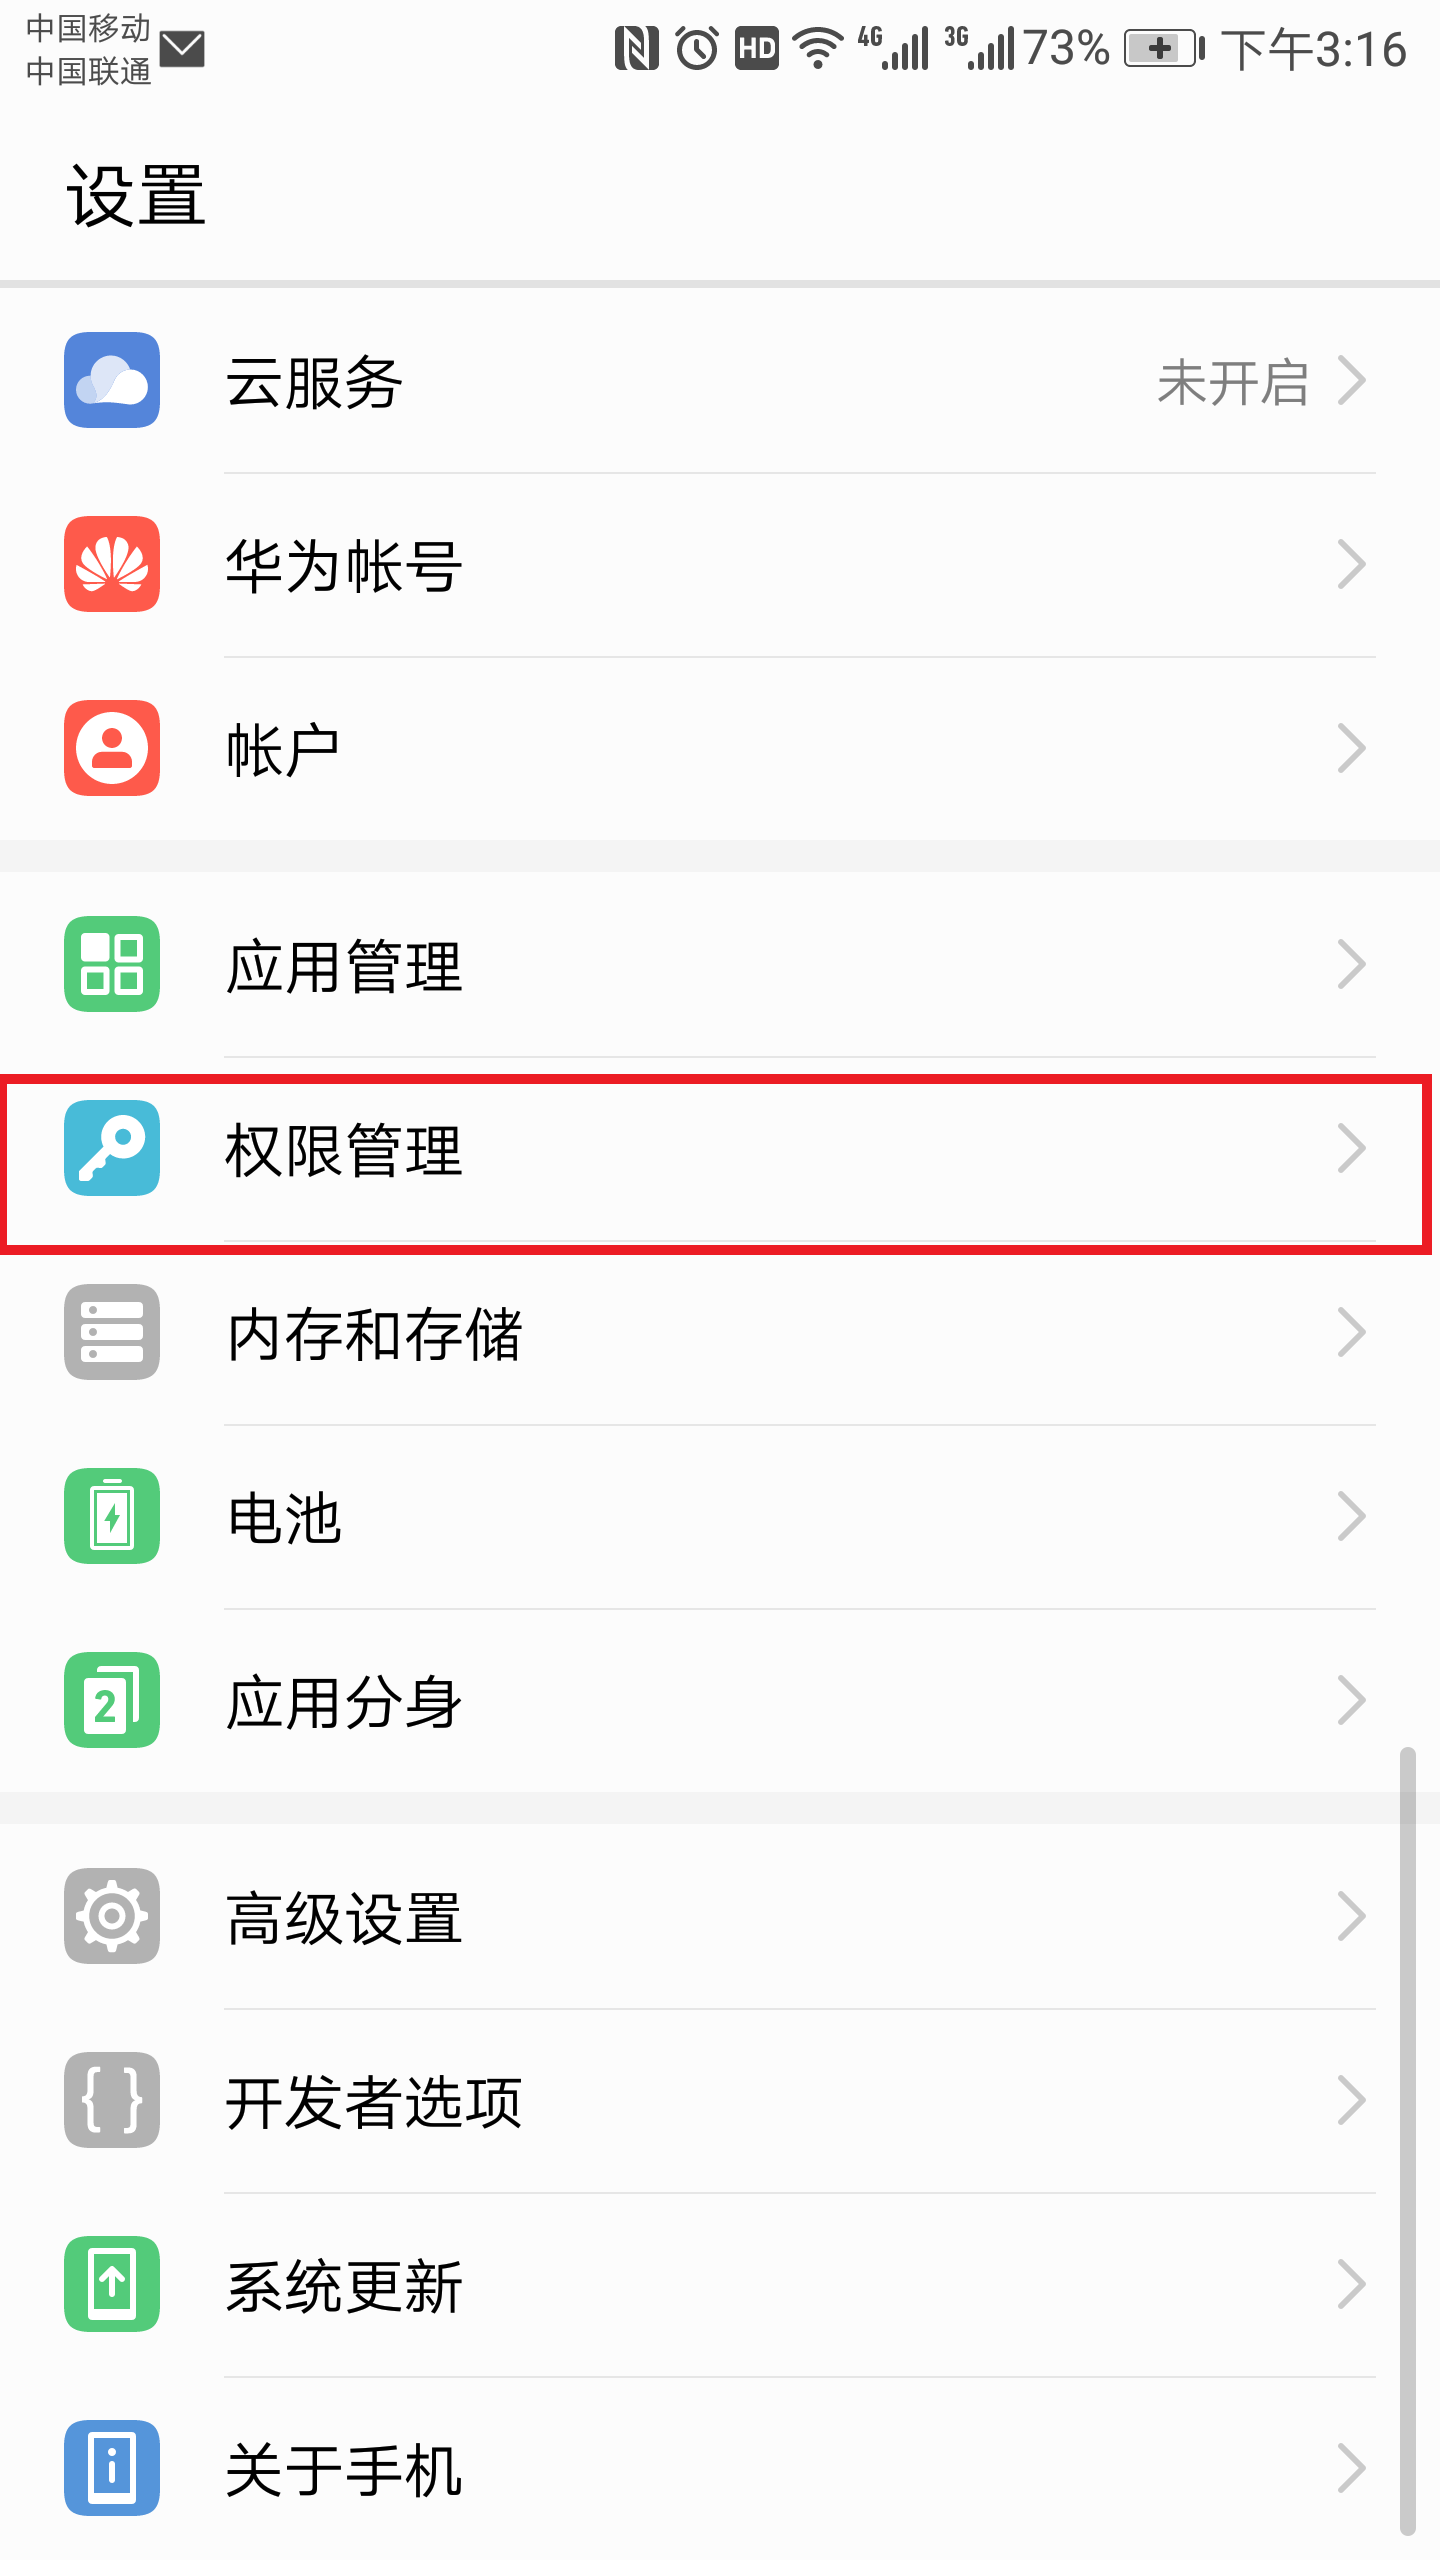 中国移动
中国联通
HD 4G 3G 73% 下午3:16
设置
云服务 未开启
华为帐号
帐户
应用管理
权限管理
内存和存储
电池
2 应用分身
高级设置
{ } 开发者选项
系统更新
关于手机